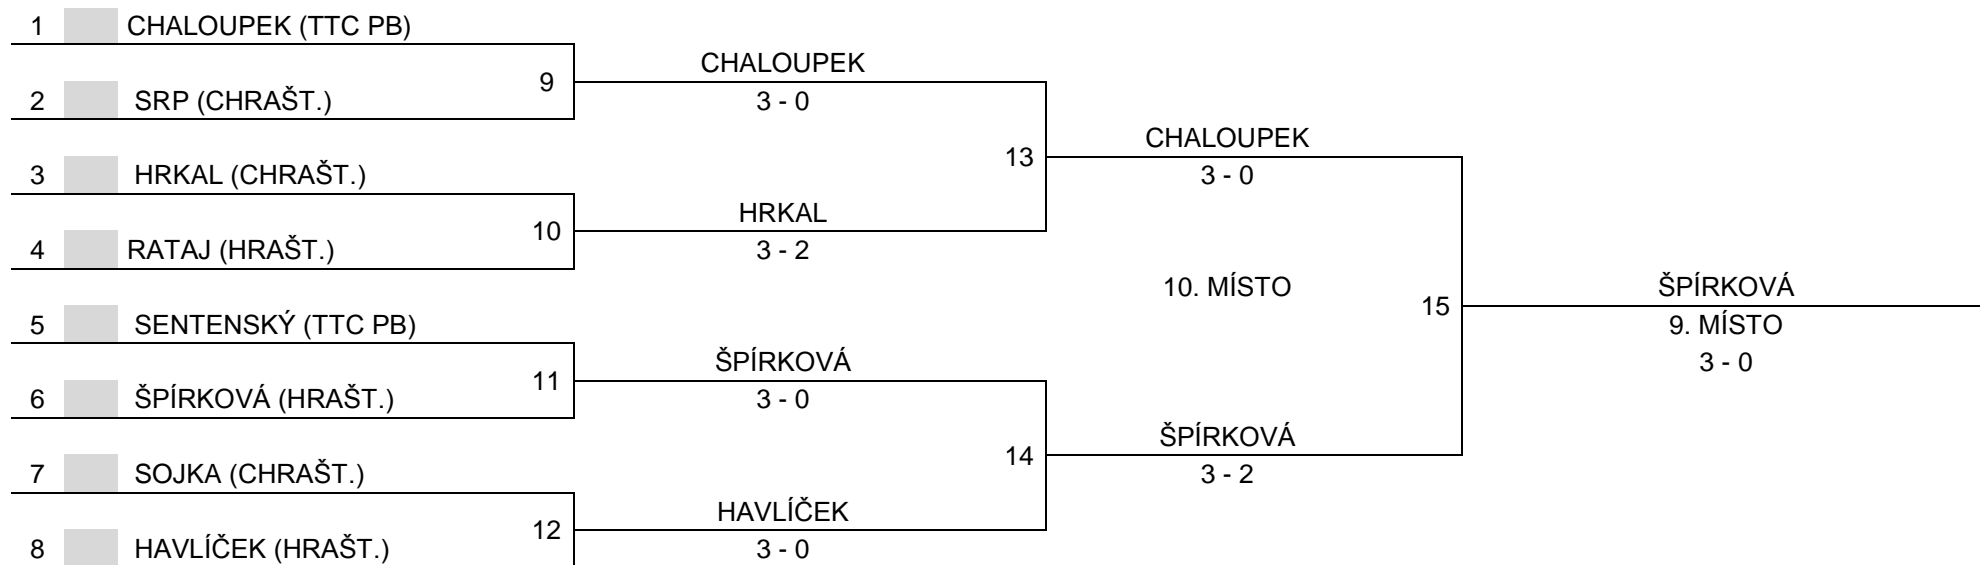 1 CHALOUPEK (TTC PB)
9 CHALOUPEK
2 SRP (CHRAŠT.)
3 - 0
13 CHALOUPEK
3 HRKAL (CHRAŠT.)
3 - 0
10 HRKAL
4 RATAJ (HRAŠT.)
3 - 2
10. MÍSTO
15 ŠPÍRKOVÁ
5 SENTENSKÝ (TTC PB)
9. MÍSTO
11 ŠPÍRKOVÁ
3 - 0
6 ŠPÍRKOVÁ (HRAŠT.)
3 - 0
14 ŠPÍRKOVÁ
7 SOJKA (CHRAŠT.)
3 - 2
12 HAVLÍČEK
8 HAVLÍČEK (HRAŠT.)
3 - 0